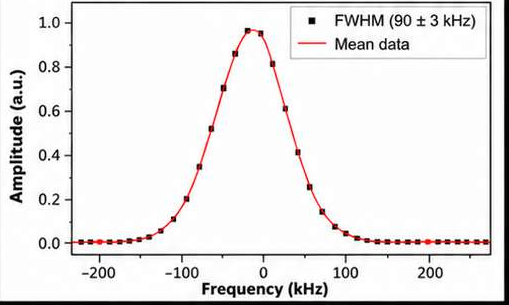 FWHM (90 ± 3 kHz)
Mean data
1.0
0.8
0.6
0.4
0.2
0.0
Amplitude (a.u.)
−200 −100 0 100 200
Frequency (kHz)